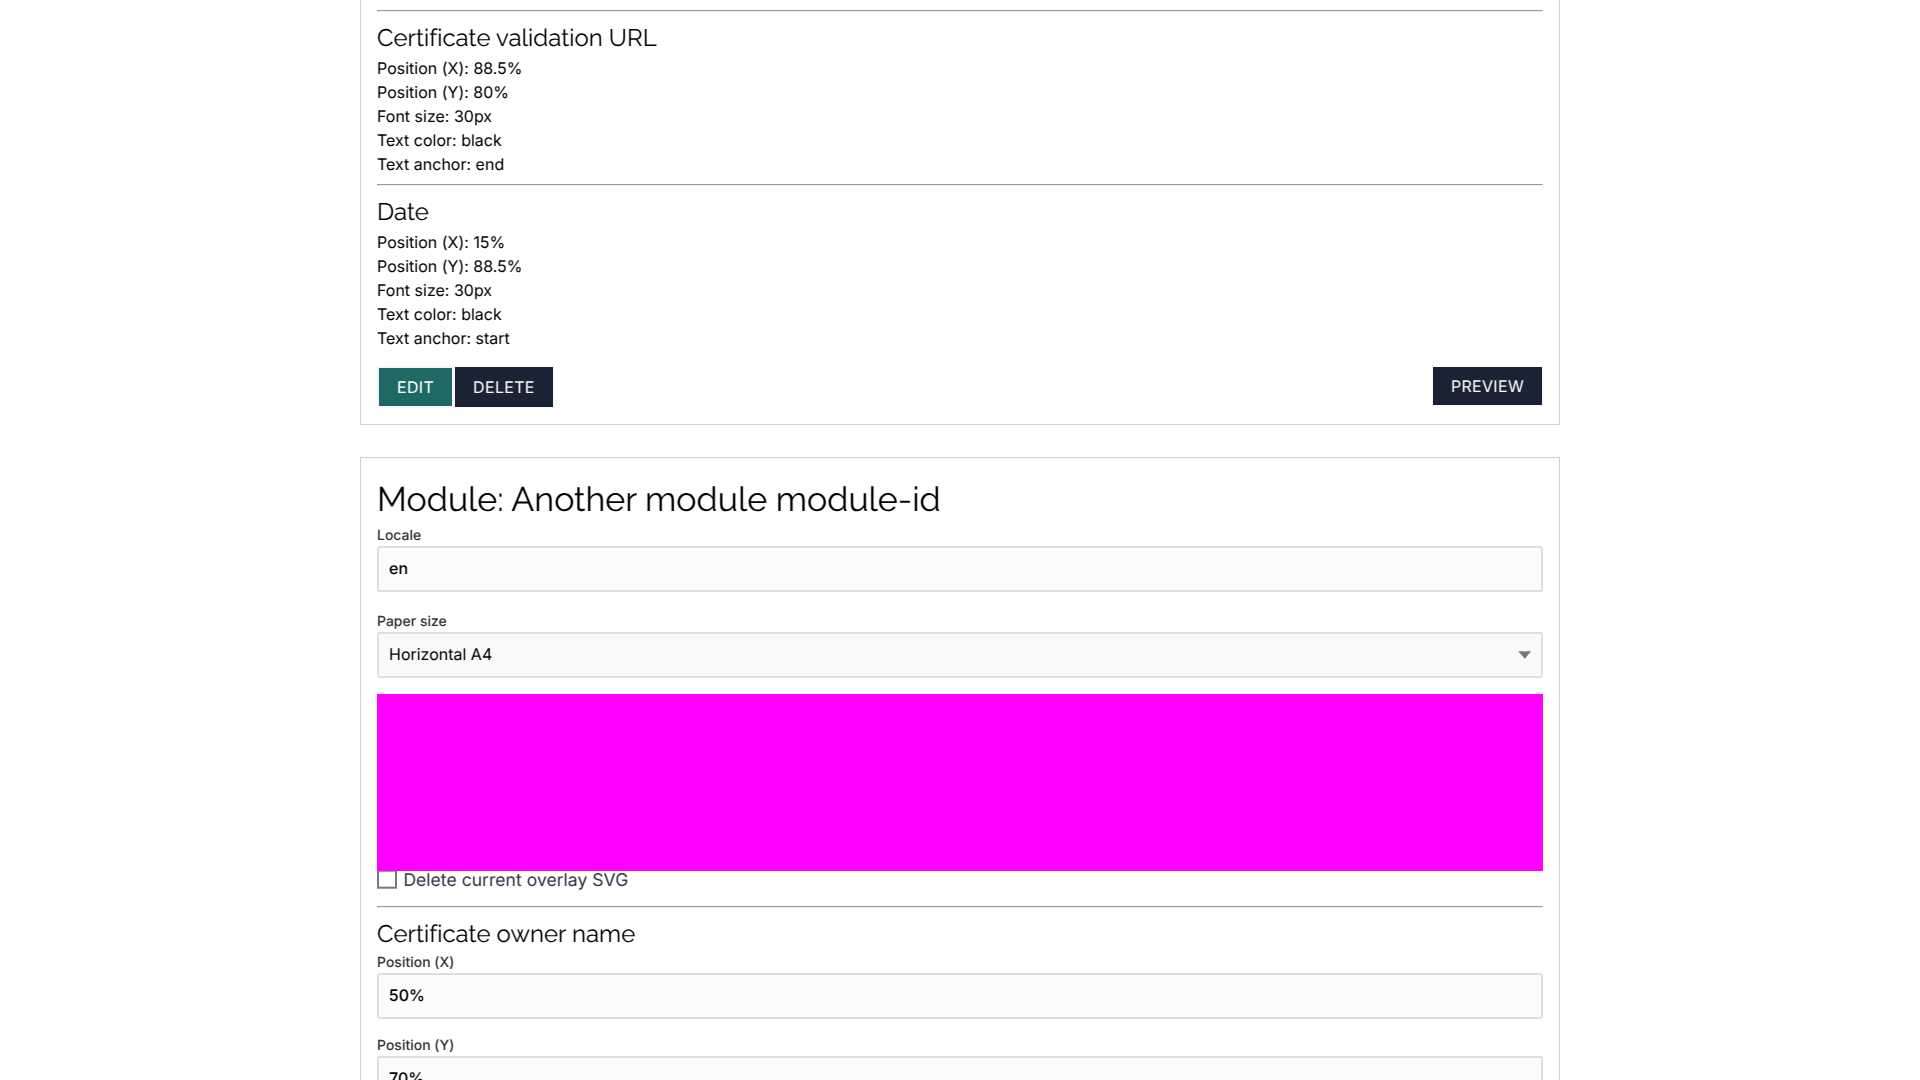 Certificate validation URL
Position (X): 88.5%
Position (Y): 80%
Font size: 30px
Text color: black
Text anchor: end
Date
Position (X): 15%
Position (Y): 88.5%
Font size: 30px
Text color: black
Text anchor: start
EDIT DELETE PREVIEW
Module: Another module module-id
Locale
en
Paper size
Horizontal A4
Delete current overlay SVG
Certificate owner name
Position (X)
50%
Position (Y)
70%